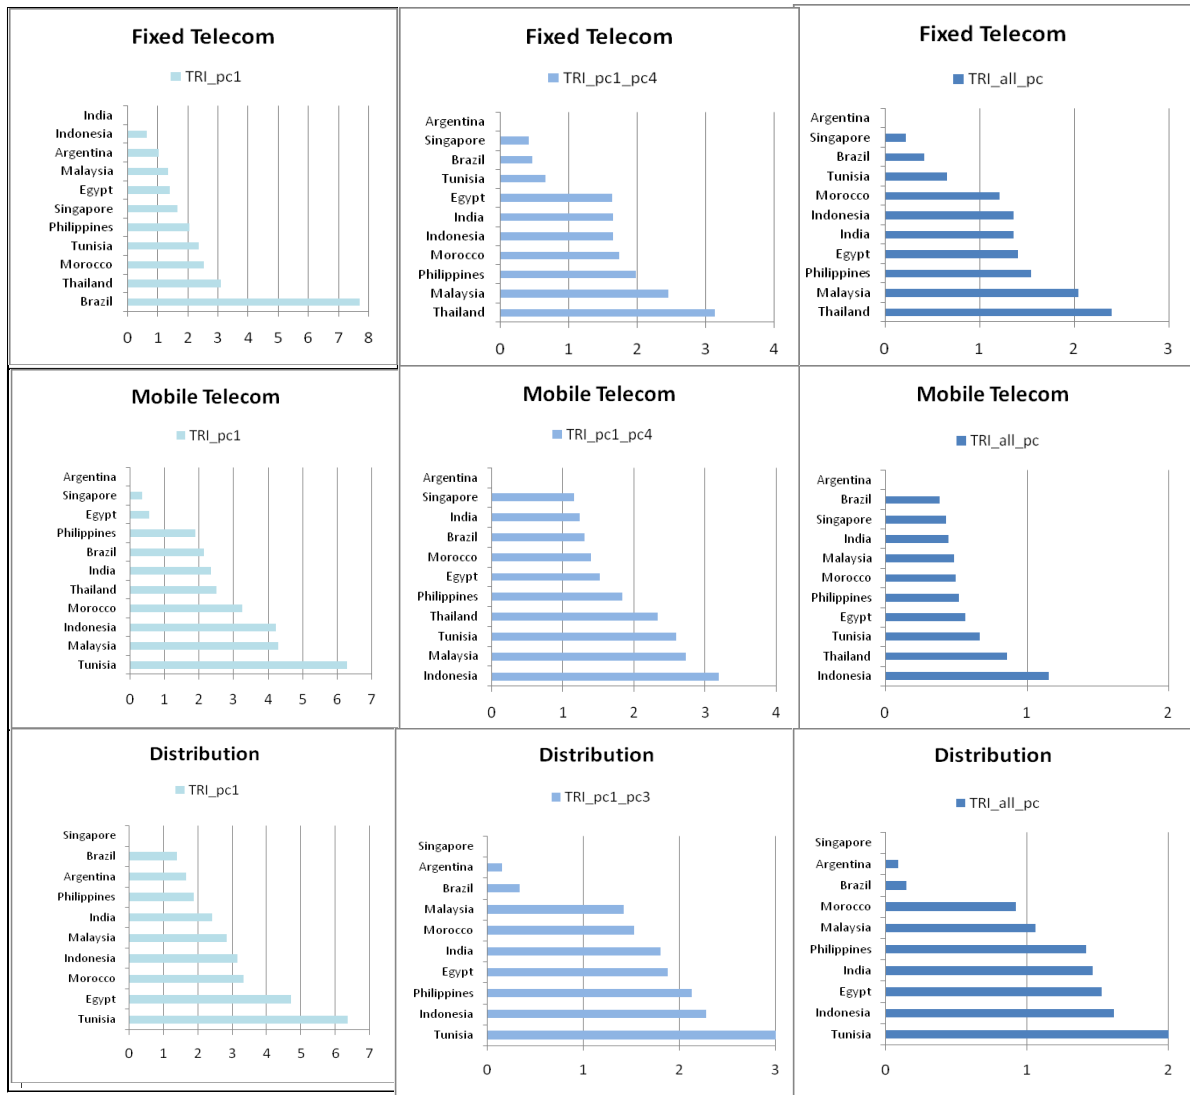 Fixed Telecom
TRI_pc1
India
Indonesia
Argentina
Malaysia
Egypt
Singapore
Philippines
Tunisia
Morocco
Thailand
Brazil
0 1 2 3 4 5 6 7 8
Fixed Telecom
TRI_pc1_pc4
Argentina
Singapore
Brazil
Tunisia
Egypt
India
Indonesia
Morocco
Philippines
Malaysia
Thailand
0 1 2 3 4
Fixed Telecom
TRI_all_pc
Argentina
Singapore
Brazil
Tunisia
Morocco
Indonesia
India
Egypt
Philippines
Malaysia
Thailand
0 1 2 3
Mobile Telecom
TRI_pc1
Argentina
Singapore
Egypt
Philippines
Brazil
India
Thailand
Morocco
Indonesia
Malaysia
Tunisia
0 1 2 3 4 5 6 7
Mobile Telecom
TRI_pc1_pc4
Argentina
Singapore
India
Brazil
Morocco
Egypt
Philippines
Thailand
Tunisia
Malaysia
Indonesia
0 1 2 3 4
Mobile Telecom
TRI_all_pc
Argentina
Brazil
Singapore
India
Malaysia
Morocco
Philippines
Egypt
Tunisia
Thailand
Indonesia
0 1 2
Distribution
TRI_pc1
Singapore
Brazil
Argentina
Philippines
India
Malaysia
Indonesia
Morocco
Egypt
Tunisia
0 1 2 3 4 5 6 7
Distribution
TRI_pc1_pc3
Singapore
Argentina
Brazil
Malaysia
Morocco
India
Egypt
Philippines
Indonesia
Tunisia
0 1 2 3
Distribution
TRI_all_pc
Singapore
Argentina
Brazil
Morocco
Malaysia
Philippines
India
Egypt
Indonesia
Tunisia
0 1 2